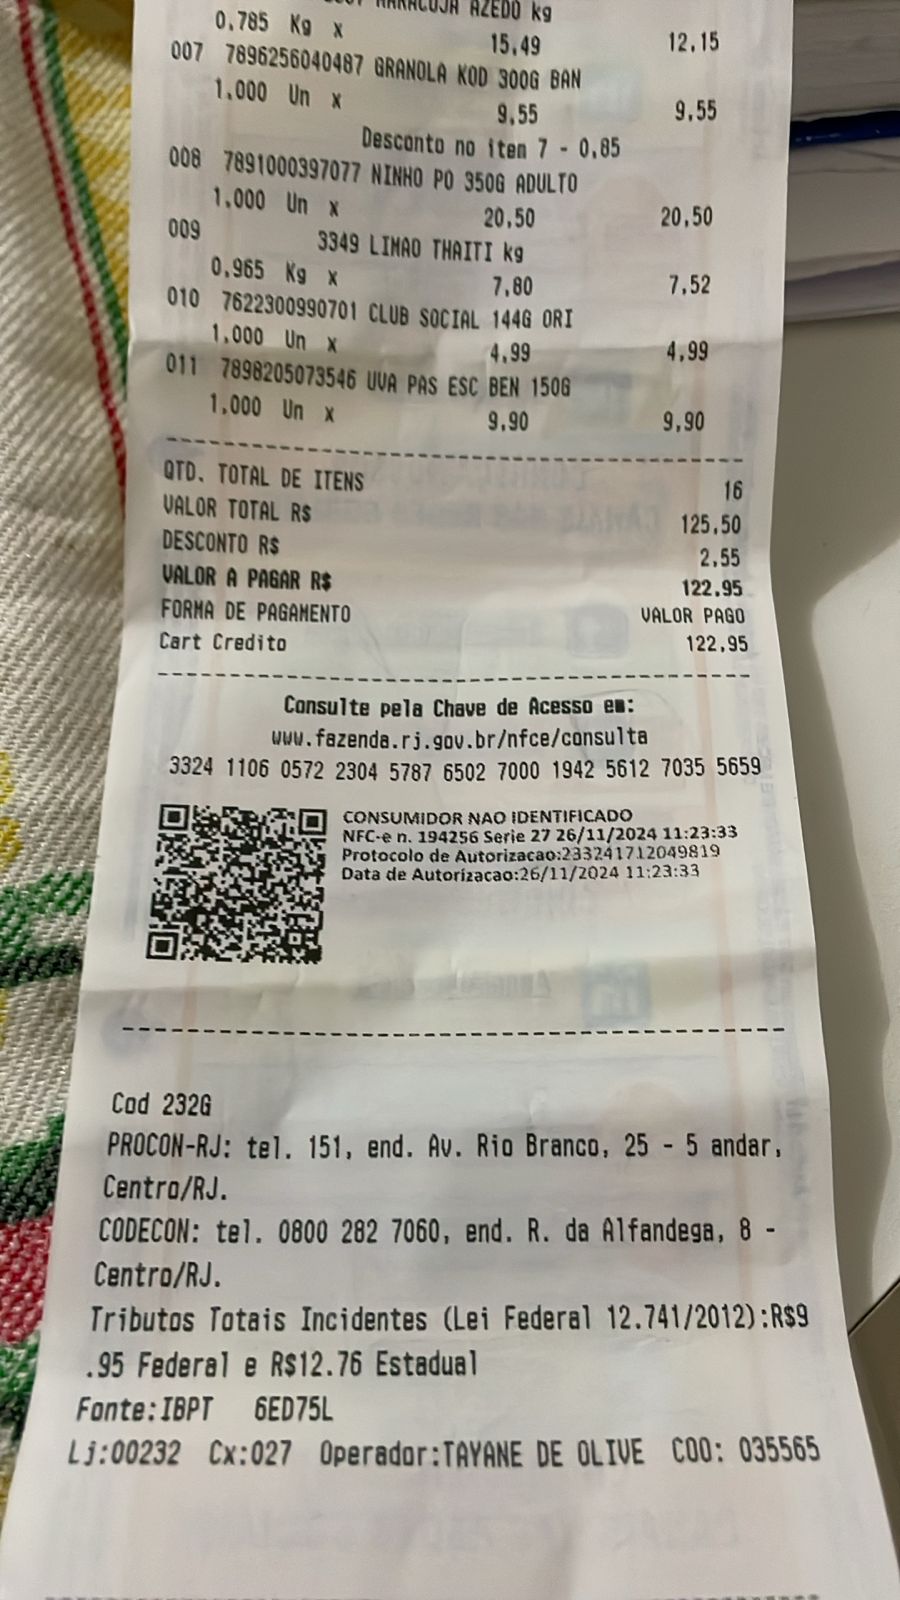 MARACUJA AZEDO kg
0.785 Kg x 15,49 12,15
007 7896256040487 GRANOLA KOD 300G BAN
1,000 Un x 9,55 9,55
Desconto no item 7 - 0,85
008 7891000397077 NINHO PO 350G ADULTO
1,000 Un x 20,50 20,50
009 3349 LIMAO THAITI kg
0,965 Kg x 7,80 7,52
010 7622300990701 CLUB SOCIAL 144G ORI
1,000 Un x 4,99 4,99
011 7898205073546 UVA PAS ESC BEN 150G
1,000 Un x 9,90 9,90
QTD. TOTAL DE ITENS 16
VALOR TOTAL R$ 125,50
DESCONTO R$ 2,55
VALOR A PAGAR R$ 122,95
FORMA DE PAGAMENTO VALOR PAGO
Cart Credito 122,95
Consulte pela Chave de Acesso em:
www.fazenda.rj.gov.br/nfce/consulta
3324 1106 0572 2304 5787 6502 7000 1942 5612 7035 5659
CONSUMIDOR NAO IDENTIFICADO
NFC-e n. 194256 Serie 27 26/11/2024 11:23:33
Protocolo de Autorizacao:233241712049819
Data de Autorizacao:26/11/2024 11:23:33
Cod 232G
PROCON-RJ: tel. 151, end. Av. Rio Branco, 25 - 5 andar,
Centro/RJ.
CODECON: tel. 0800 282 7060, end. R. da Alfandega, 8 -
Centro/RJ.
Tributos Totais Incidentes (Lei Federal 12.741/2012):R$9
.95 Federal e R$12.76 Estadual
Fonte:IBPT 6ED75L
Lj:00232 Cx:027 Operador:TAYANE DE OLIVE COO: 035565